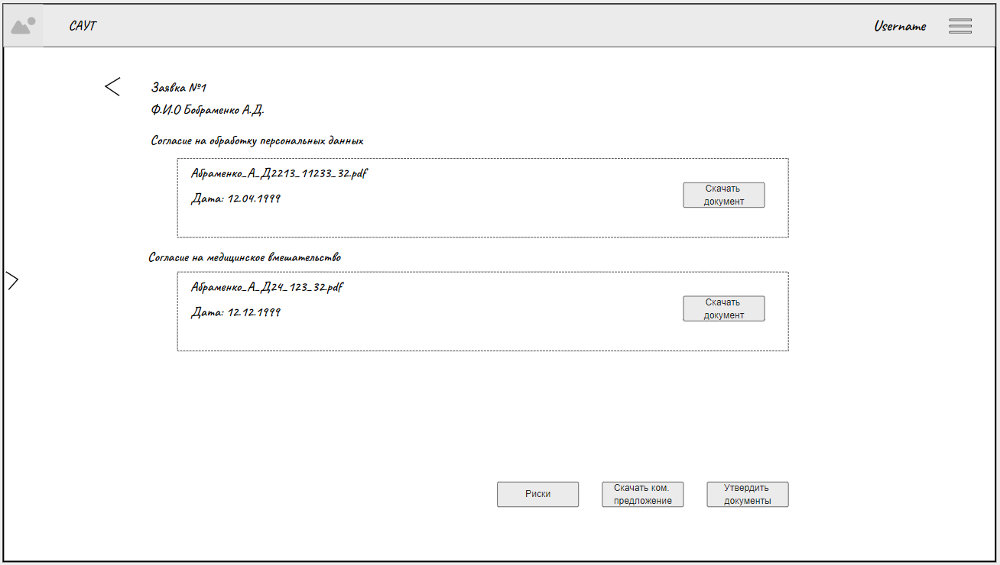 САУТ
Username
Заявка №1
Ф.И.О Бобраменко А.Д.
Согласие на обработку персональных данных
Абраменко_А_Д2213_11233_32.pdf
Дата: 12.04.1999
Скачать
документ
Согласие на медицинское вмешательство
Абраменко_А_Д24_123_32.pdf
Дата: 12.12.1999
Скачать
документ
Риски
Скачать ком.
предложение
Утвердить
документы